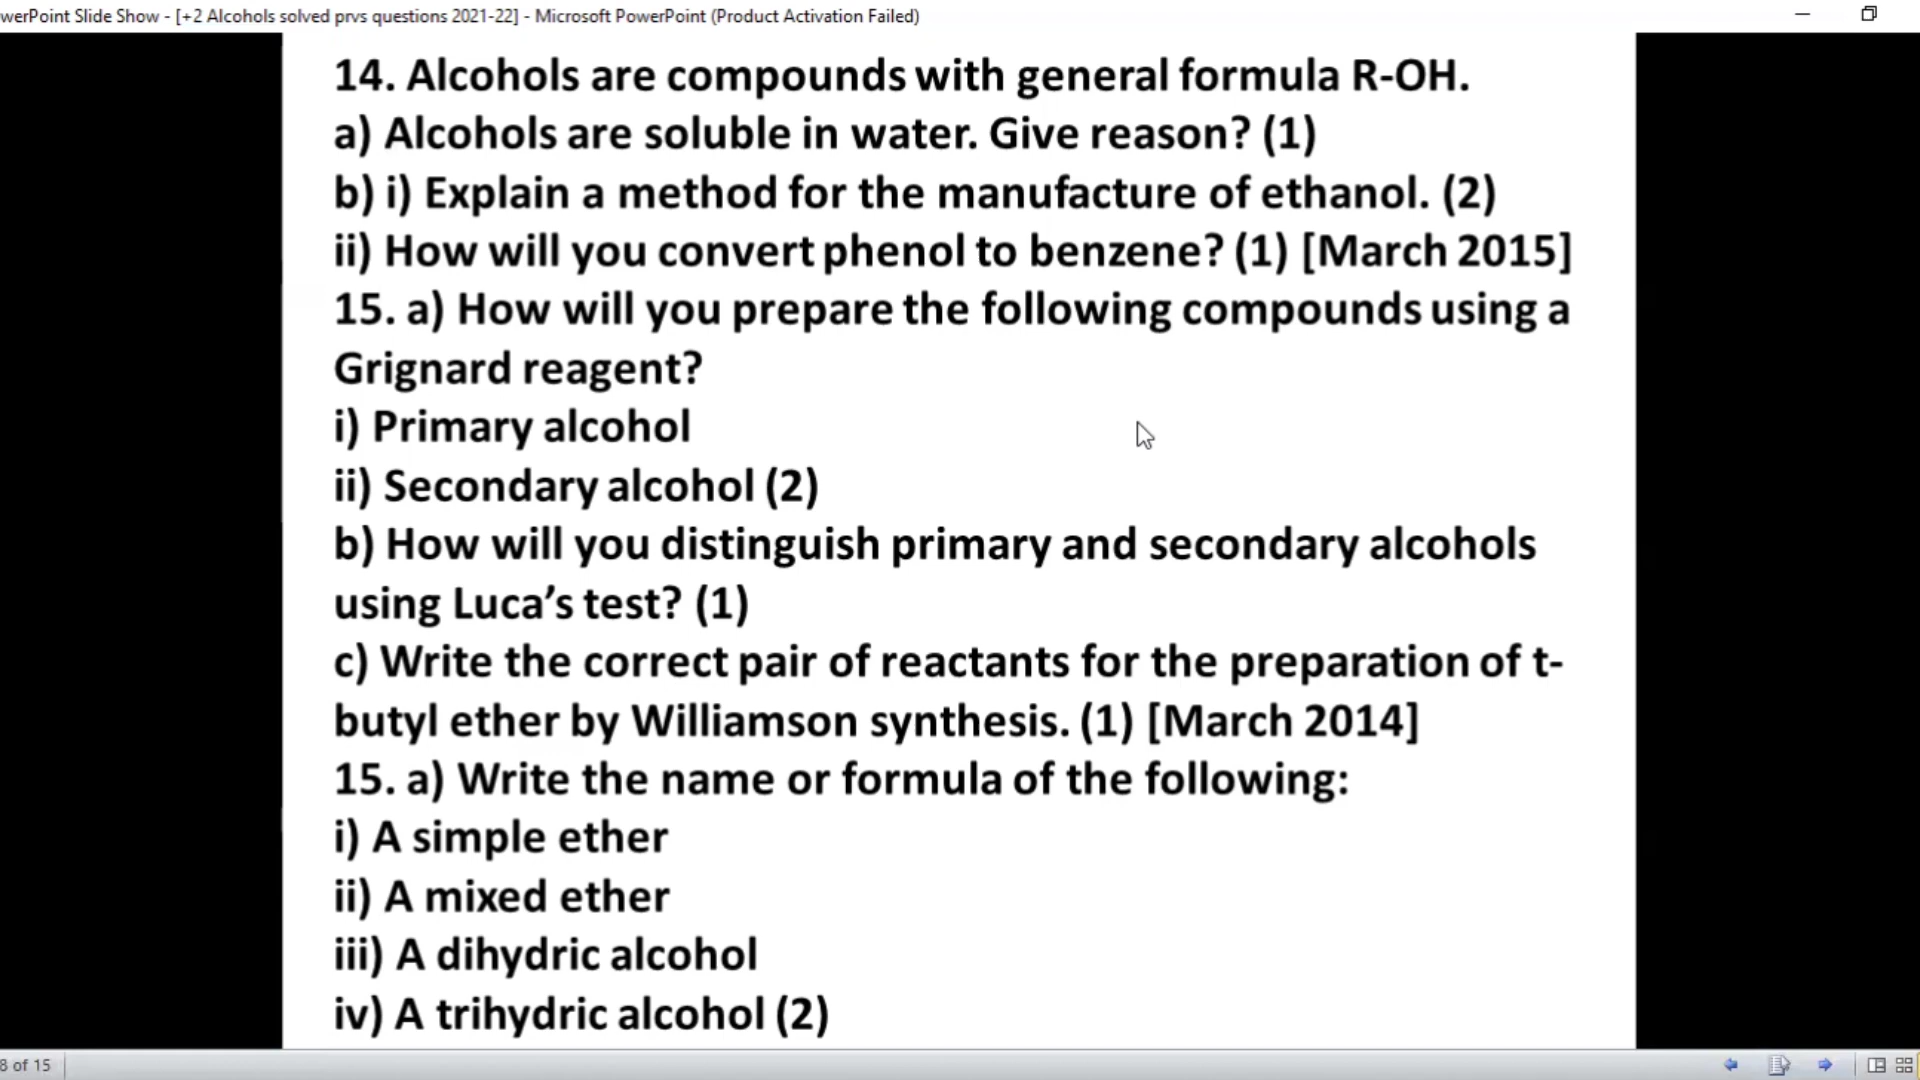 werPoint Slide Show - [+2 Alcohols solved prvs questions 2021-22] - Microsoft PowerPoint (Product Activation Failed)
14. Alcohols are compounds with general formula R-OH.
a) Alcohols are soluble in water. Give reason? (1)
b) i) Explain a method for the manufacture of ethanol. (2)
ii) How will you convert phenol to benzene? (1) [March 2015]
15. a) How will you prepare the following compounds using a
Grignard reagent?
i) Primary alcohol
ii) Secondary alcohol (2)
b) How will you distinguish primary and secondary alcohols
using Luca’s test? (1)
c) Write the correct pair of reactants for the preparation of t-
butyl ether by Williamson synthesis. (1) [March 2014]
15. a) Write the name or formula of the following:
i) A simple ether
ii) A mixed ether
iii) A dihydric alcohol
iv) A trihydric alcohol (2)
8 of 15